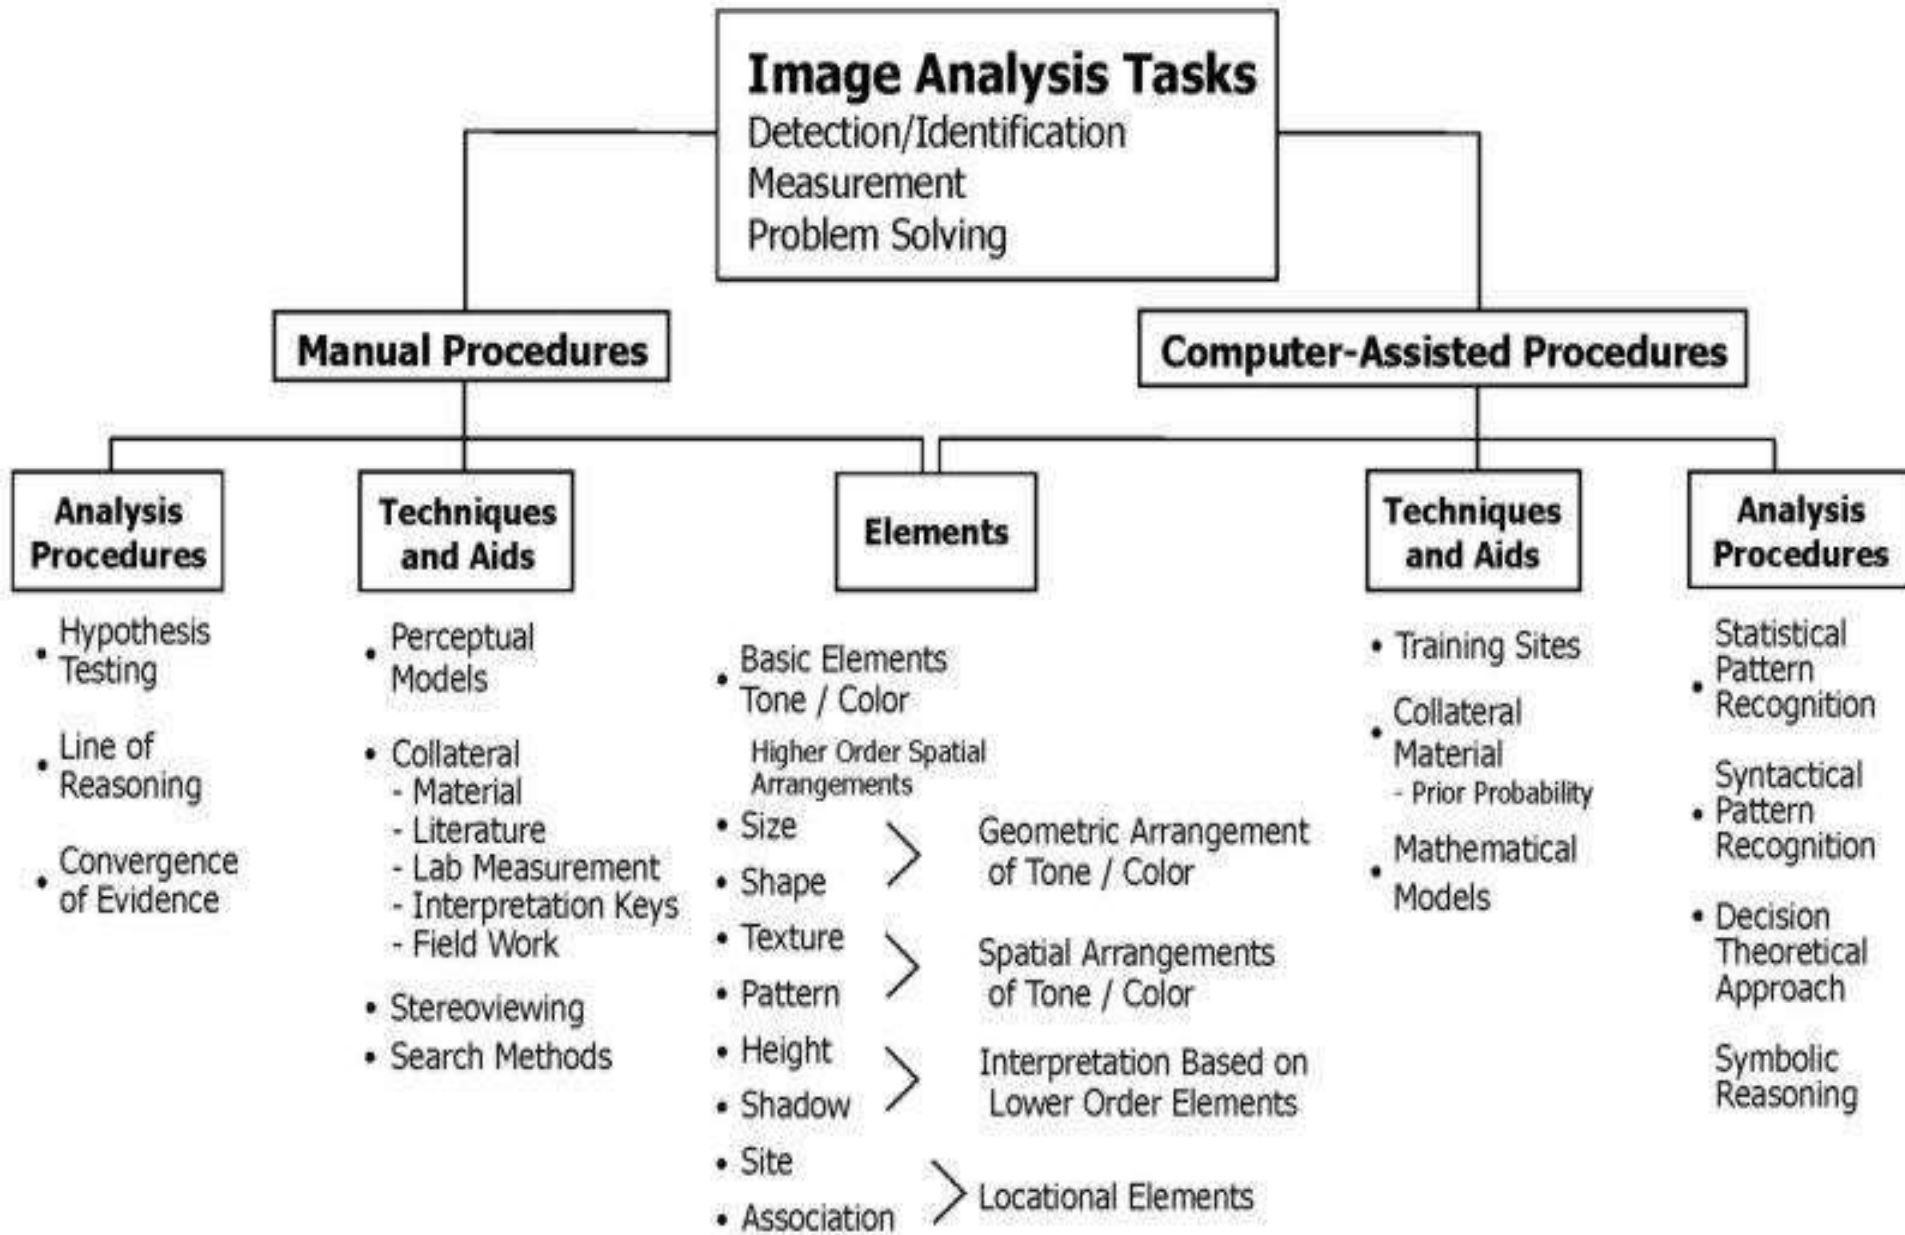 Image Analysis Tasks
Detection/Identification
Measurement
Problem Solving
Manual Procedures
Computer-Assisted Procedures
Analysis
Procedures
• Hypothesis
Testing
• Line of
Reasoning
• Convergence
of Evidence
Techniques
and Aids
• Perceptual
Models
• Collateral
- Material
- Literature
- Lab Measurement
- Interpretation Keys
- Field Work
• Stereoviewing
• Search Methods
Elements
• Basic Elements
Tone / Color
Higher Order Spatial
Arrangements
• Size
• Shape
Geometric Arrangement
of Tone / Color
• Texture
• Pattern
Spatial Arrangements
of Tone / Color
• Height
• Shadow
Interpretation Based on
Lower Order Elements
• Site
• Association
Locational Elements
Techniques
and Aids
• Training Sites
• Collateral
Material
- Prior Probability
• Mathematical
Models
Analysis
Procedures
Statistical
• Pattern
Recognition
Syntactical
• Pattern
Recognition
• Decision
Theoretical
Approach
Symbolic
Reasoning